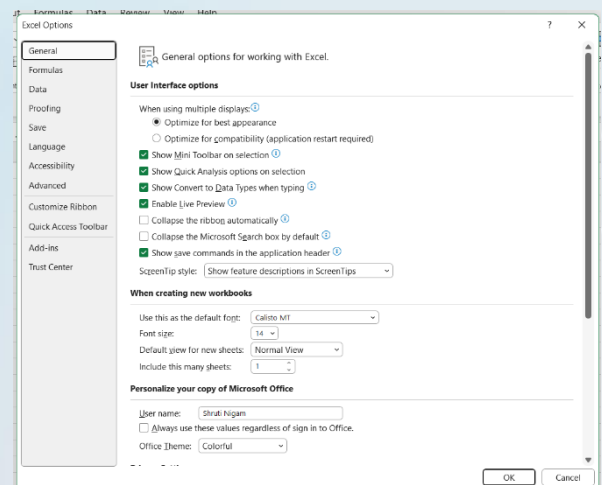 Formulas Data Review View Help
Excel Options ? ×
General
Formulas
Data
Proofing
Save
Language
Accessibility
Advanced
Customize Ribbon
Quick Access Toolbar
Add-ins
Trust Center
General options for working with Excel.
User Interface options
When using multiple displays:
Optimize for best appearance
Optimize for compatibility (application restart required)
Show Mini Toolbar on selection
Show Quick Analysis options on selection
Show Convert to Data Types when typing
Enable Live Preview
Collapse the ribbon automatically
Collapse the Microsoft Search box by default
Show save commands in the application header
ScreenTip style: Show feature descriptions in ScreenTips
When creating new workbooks
Use this as the default font: Calisto MT
Font size: 14
Default view for new sheets: Normal View
Include this many sheets: 1
Personalize your copy of Microsoft Office
User name: Shruti Nigam
Always use these values regardless of sign in to Office.
Office Theme: Colorful
OK Cancel